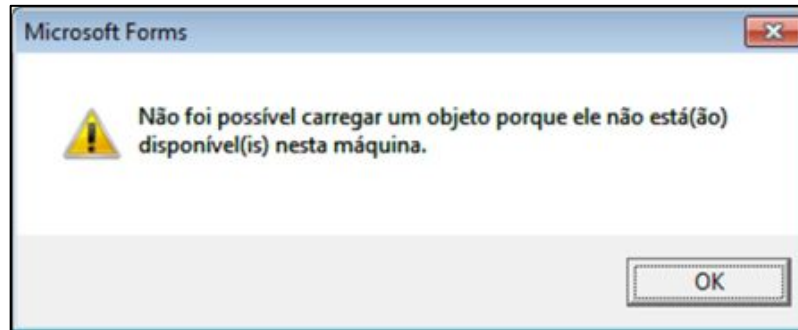 Microsoft Forms
Não foi possível carregar um objeto porque ele não está(ão)
disponível(is) nesta máquina.
OK